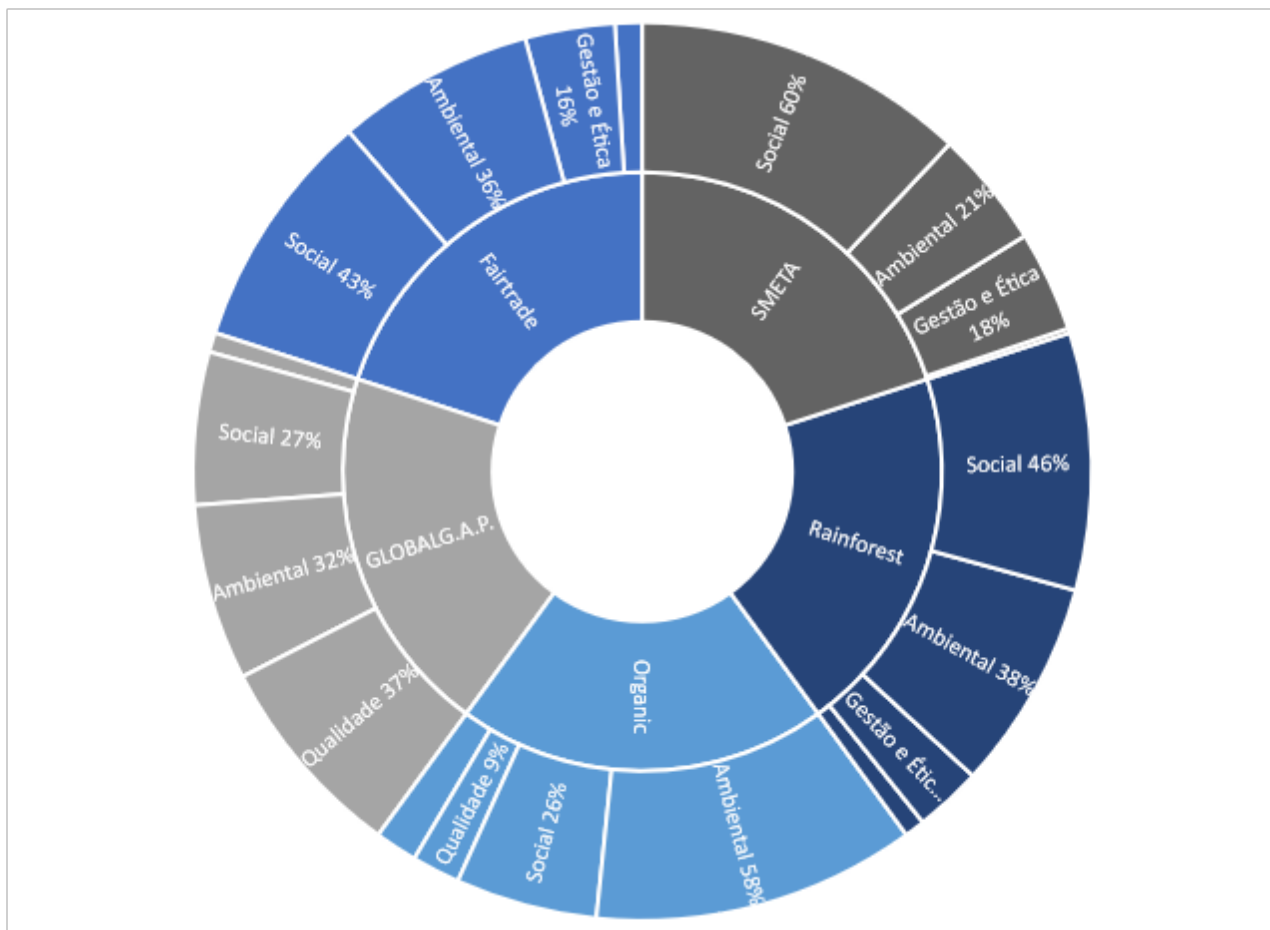 SMETA
Social 60%
Ambiental 21%
Gestão e Ética
18%
Rainforest
Social 46%
Ambiental 38%
Gestão e Étic...
Organic
Ambiental 58%
Social 26%
Qualidade 9%
GLOBALG.A.P.
Qualidade 37%
Ambiental 32%
Social 27%
Fairtrade
Social 43%
Ambiental 36%
Gestão e Ética
16%